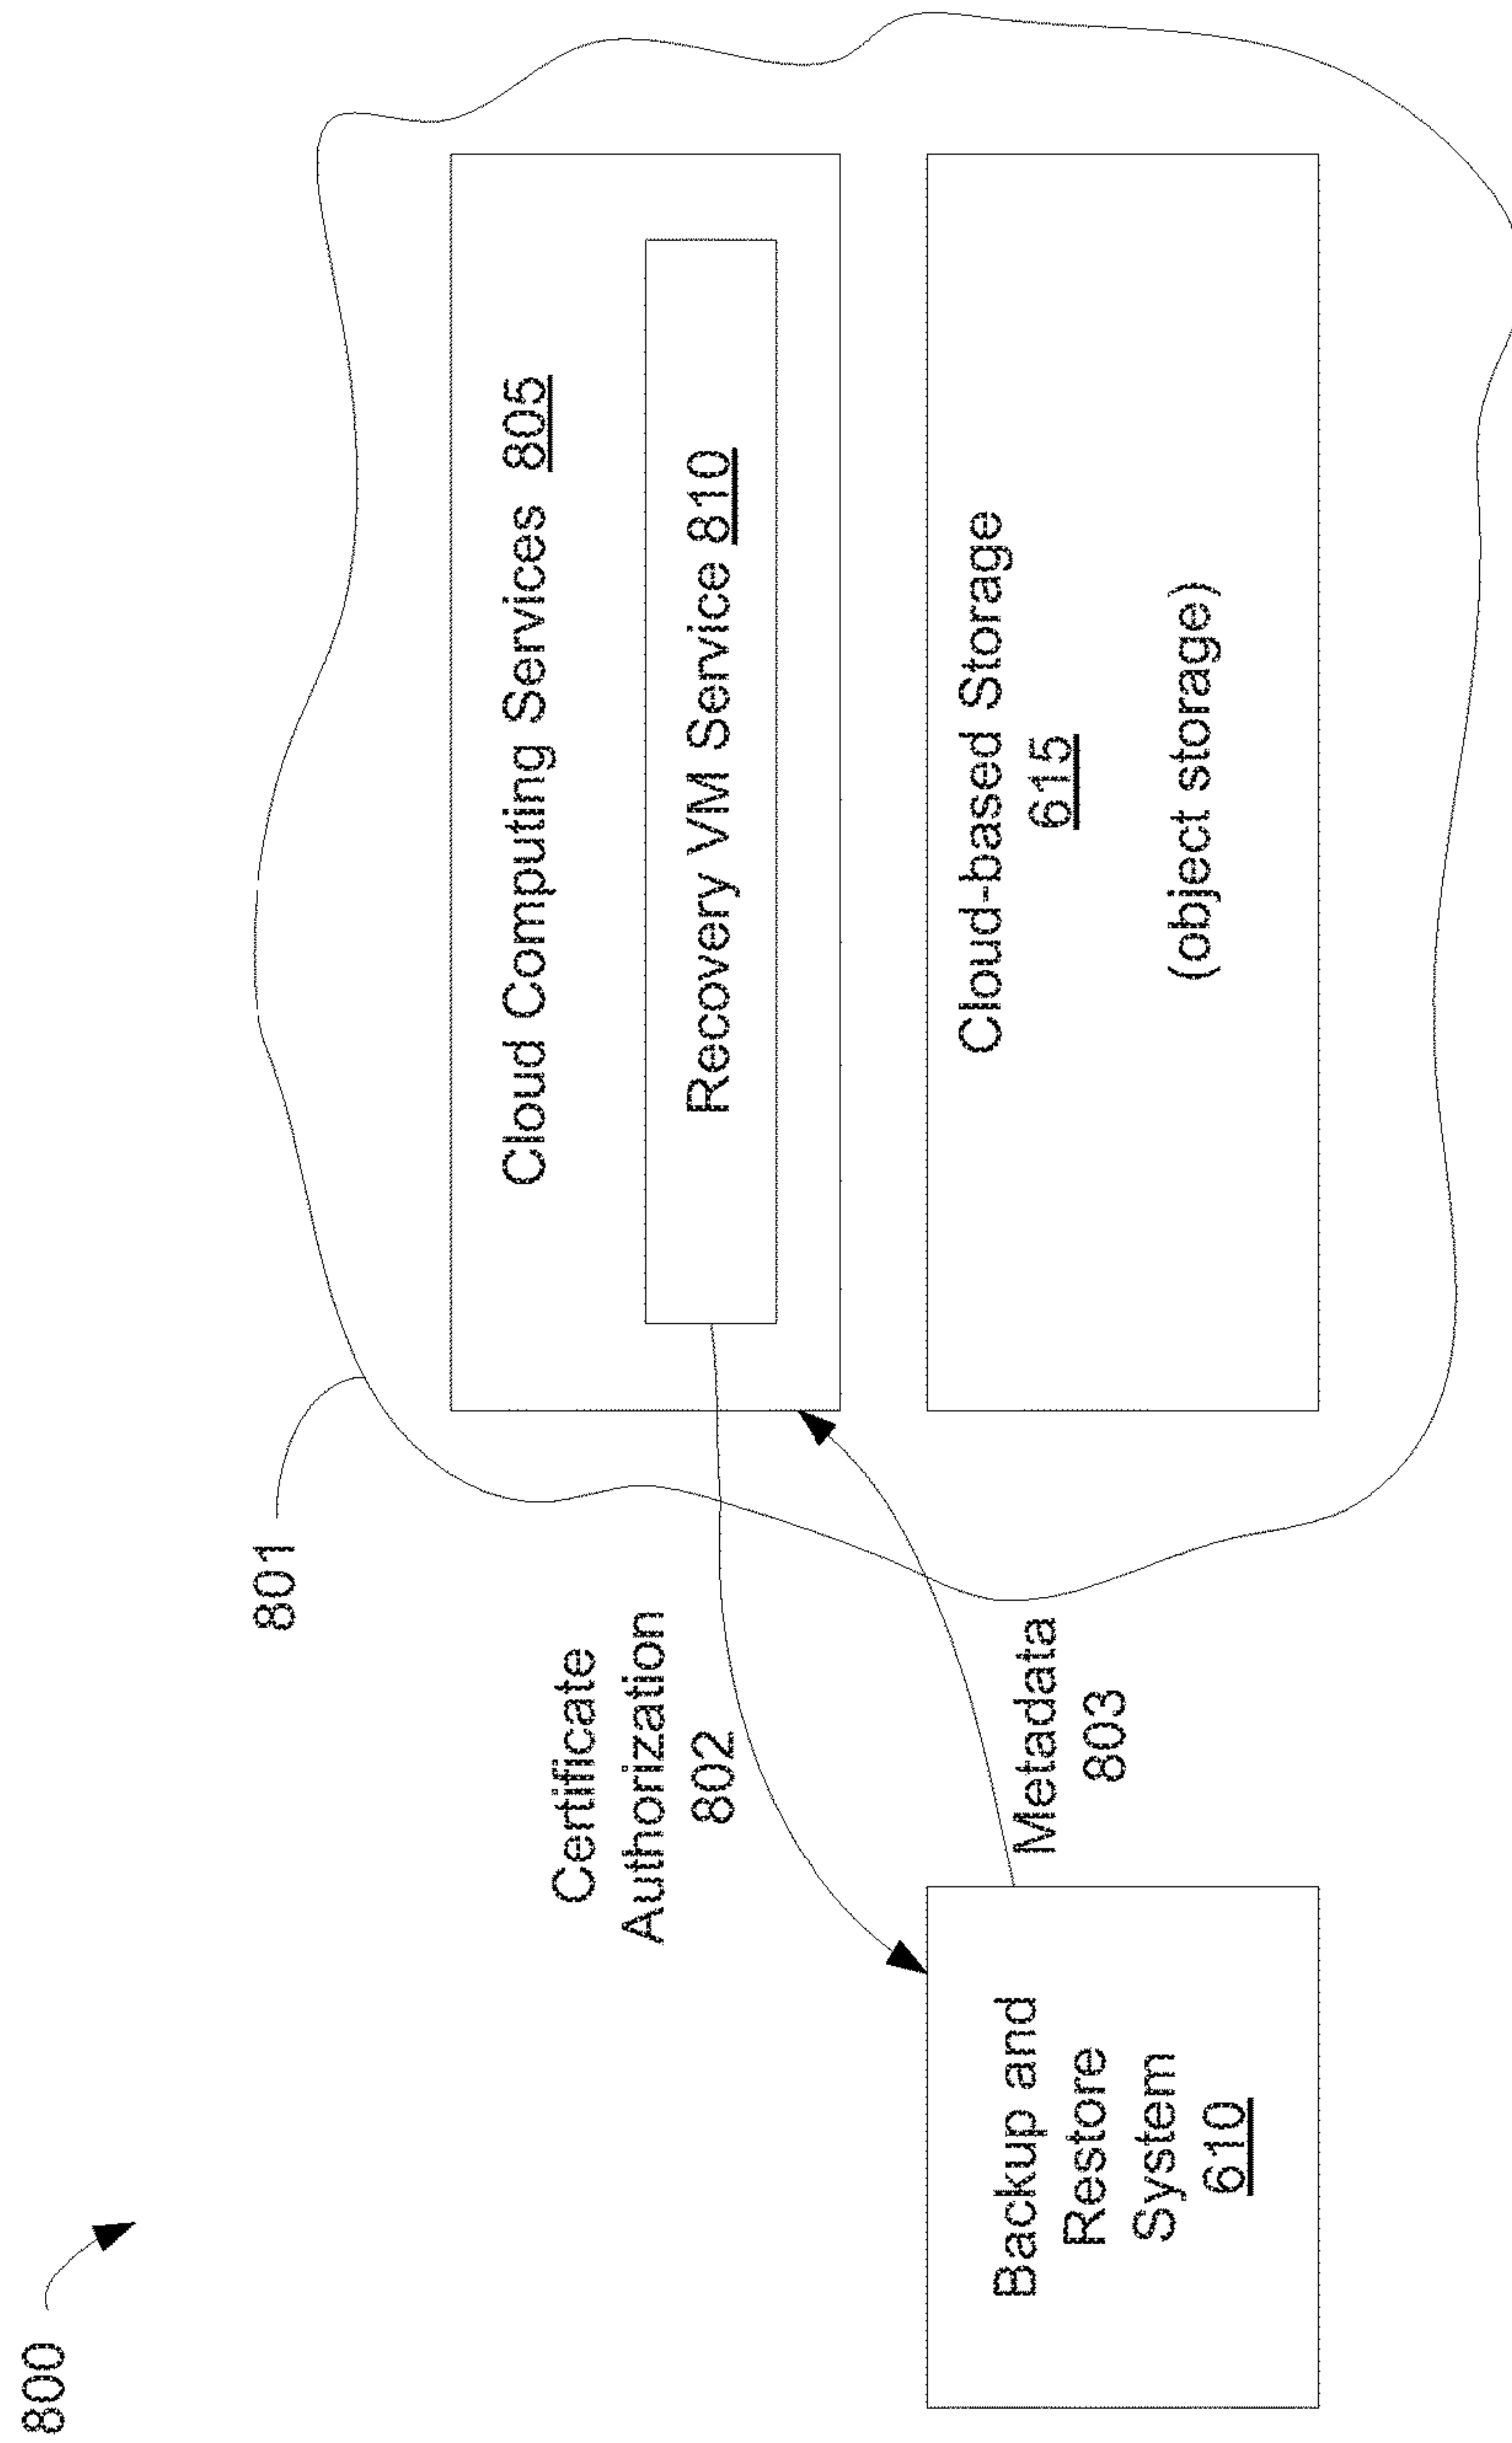 800
801
Cloud Computing Services 805
Recovery VM Service 810
Certificate
Authorization
802
Metadata
803
Cloud-based Storage
615
(object storage)
Backup and
Restore
System
610